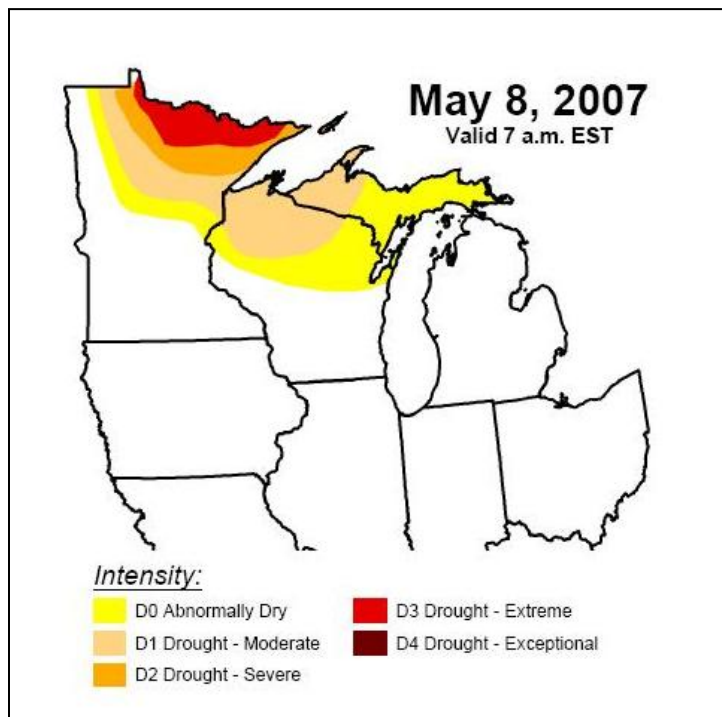 May 8, 2007
Valid 7 a.m. EST
Intensity:
D0 Abnormally Dry
D1 Drought - Moderate
D2 Drought - Severe
D3 Drought - Extreme
D4 Drought - Exceptional